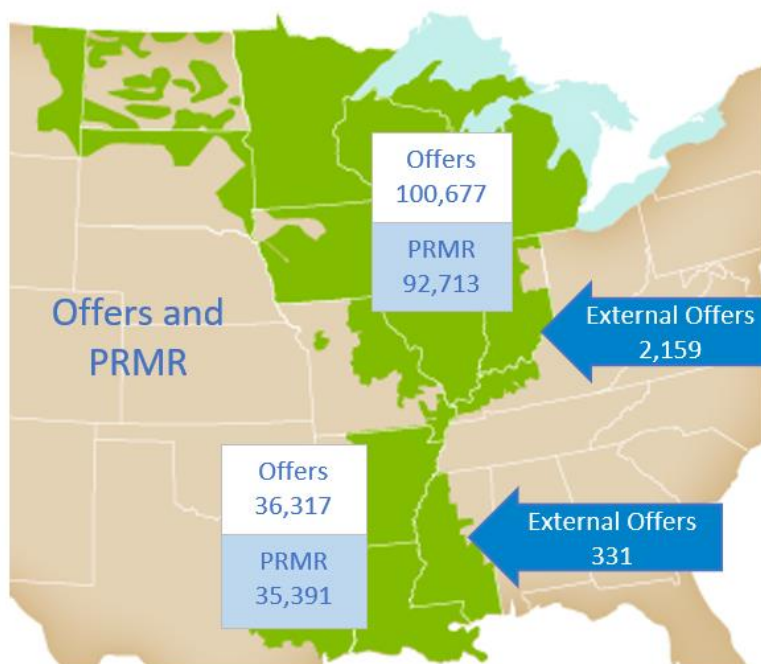 Offers
100,677
PRMR
92,713
Offers and
PRMR
External Offers
2,159
Offers
36,317
PRMR
35,391
External Offers
331